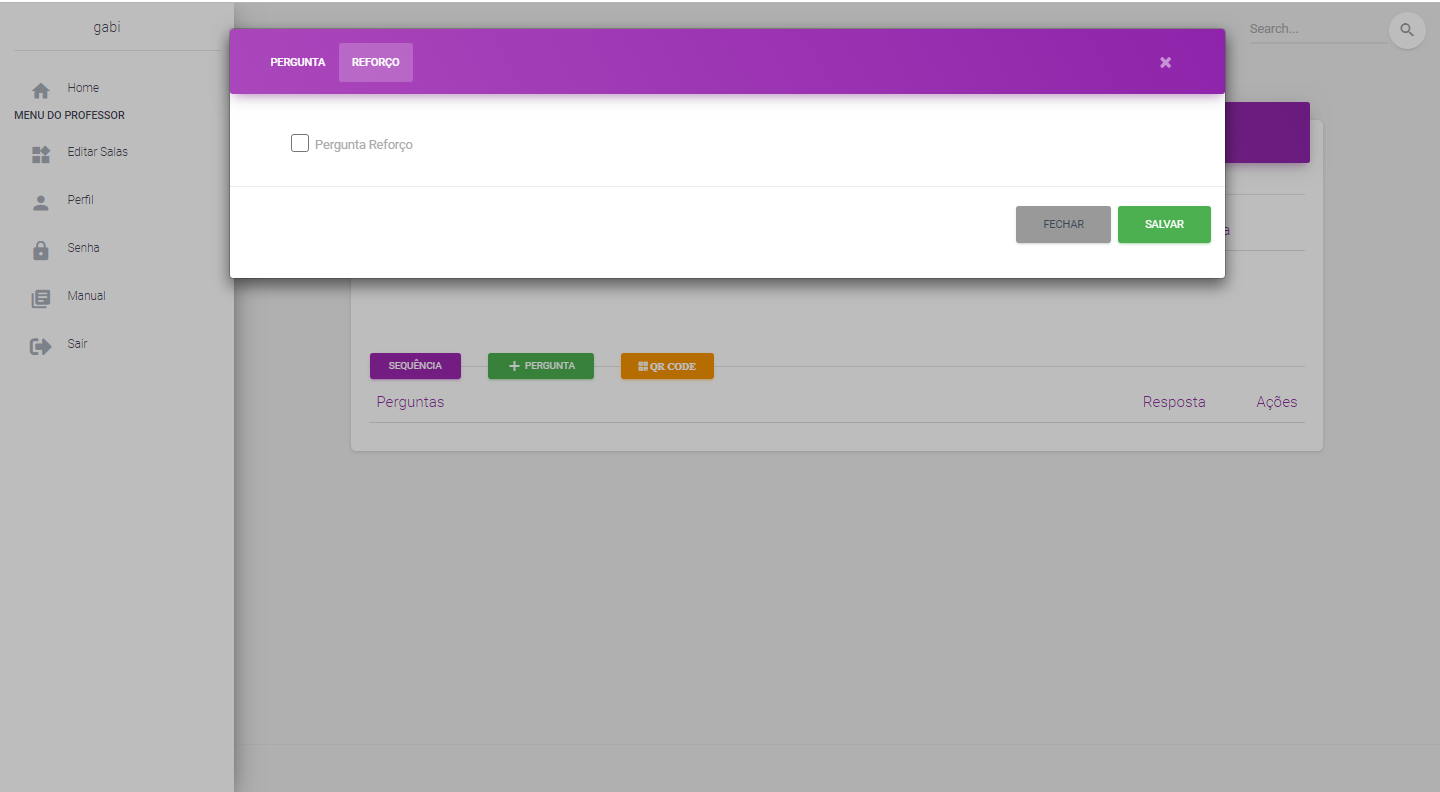 gabi
Home
MENU DO PROFESSOR
Editar Salas
Perfil
Senha
Manual
Sair
Search...
PERGUNTA REFORÇO ×
Pergunta Reforço
FECHAR SALVAR
a
SEQUÊNCIA + PERGUNTA QR CODE
Perguntas Resposta Ações